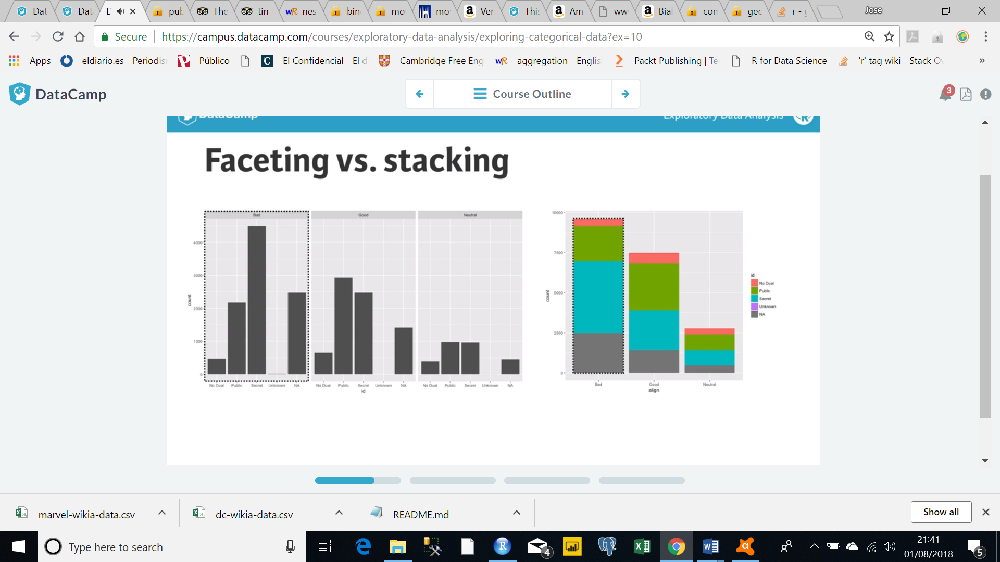 Dat
Dat
D
pub
The
tin
nes
bin
mo
mo
Ver
This
Am
ww
Bial
con
geo
r - g
Jose
Secure
https://campus.datacamp.com/courses/exploratory-data-analysis/exploring-categorical-data?ex=10
Apps
eldiario.es - Periodis
Público
El Confidencial - El d
Cambridge Free Eng
aggregation - Englis
Packt Publishing | Te
R for Data Science
'r' tag wiki - Stack Ov
»
DataCamp
Course Outline
3
DataCamp
Exploratory Data Analysis
Faceting vs. stacking
Bad
Good
Neutral
4000
3000
2000
1000
0
count
No Dual Public Secret Unknown NA
No Dual Public Secret Unknown NA
No Dual Public Secret Unknown NA
id
10000
7500
5000
2500
0
count
Bad Good Neutral
align
id
No Dual
Public
Secret
Unknown
NA
marvel-wikia-data.csv
dc-wikia-data.csv
README.md
Show all
Type here to search
4
21:41
01/08/2018
5